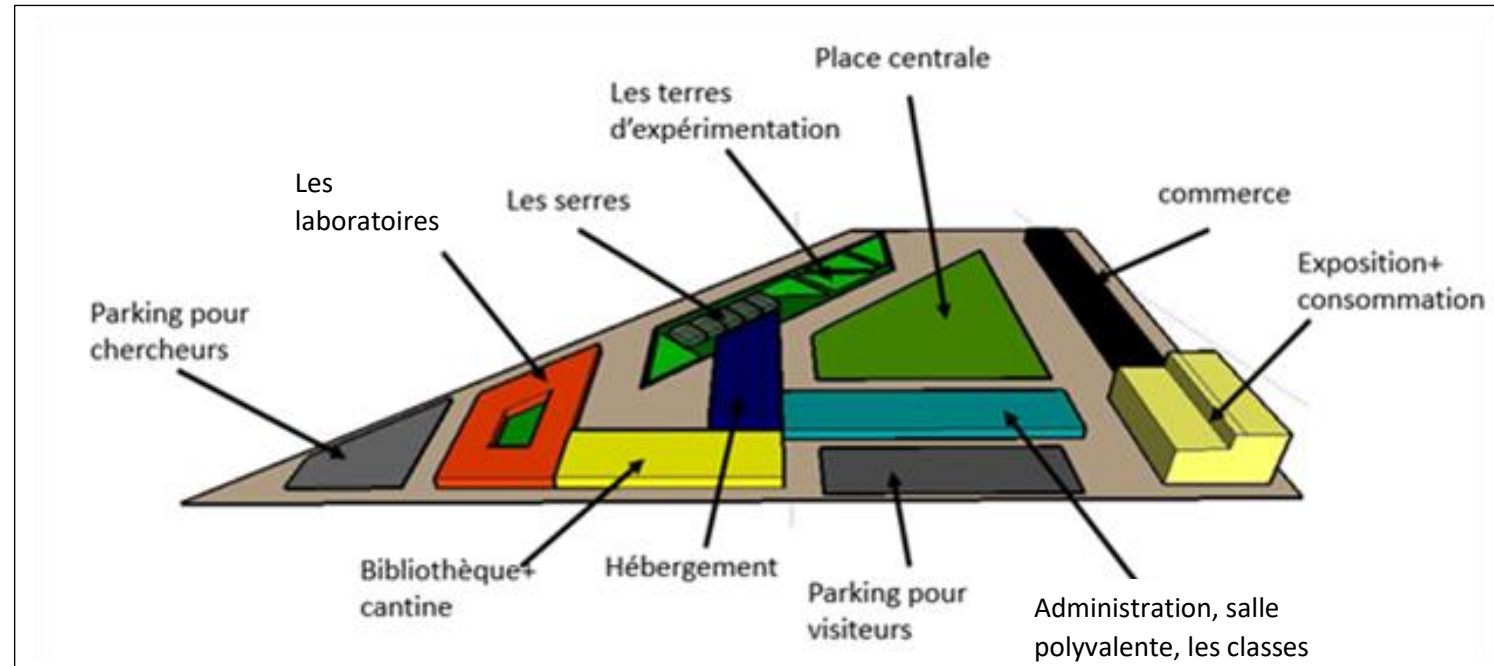 Place centrale
Les terres
d'expérimentation
Les
laboratoires
Les serres
commerce
Exposition+
consommation
Parking pour
chercheurs
Bibliothèque+
cantine
Hébergement
Parking pour
visiteurs
Administration, salle
polyvalente, les classes